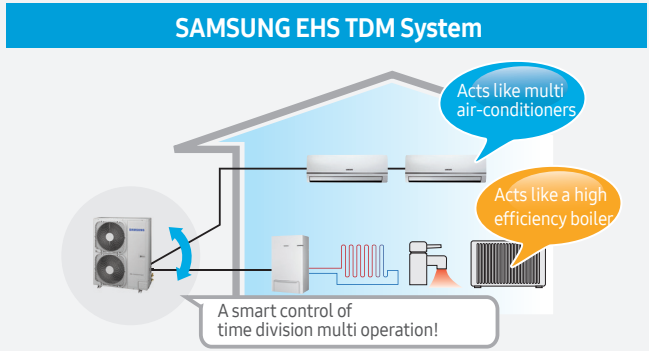 SAMSUNG EHS TDM System
Acts like multi
air-conditioners
Acts like a high
efficiency boiler
SAMSUNG
A smart control of
time division multi operation!